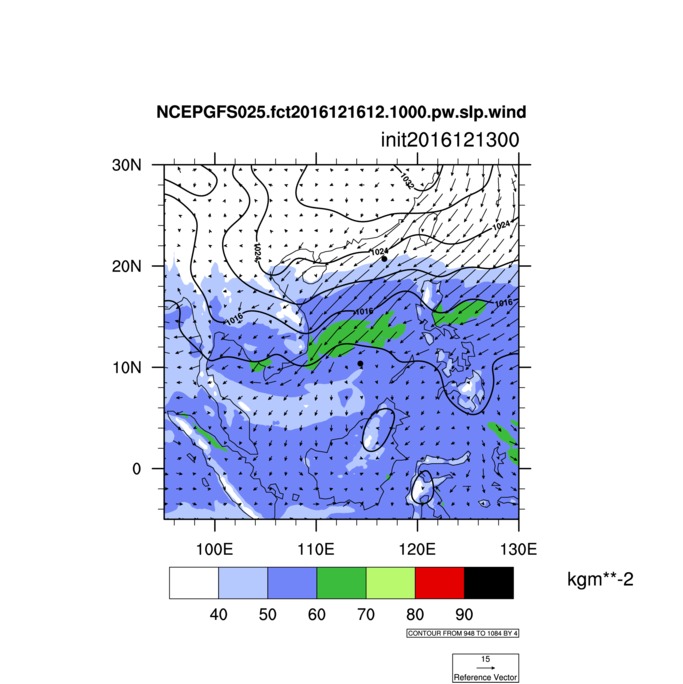 NCEPGFS025.fct2016121612.1000.pw.slp.wind
init2016121300
30N
1032
1024
1024
1024
20N
1016
1016
1016
10N
0
100E
110E
120E
130E
kgm**-2
40
50
60
70
80
90
CONTOUR FROM 948 TO 1084 BY 4
15
Reference Vector